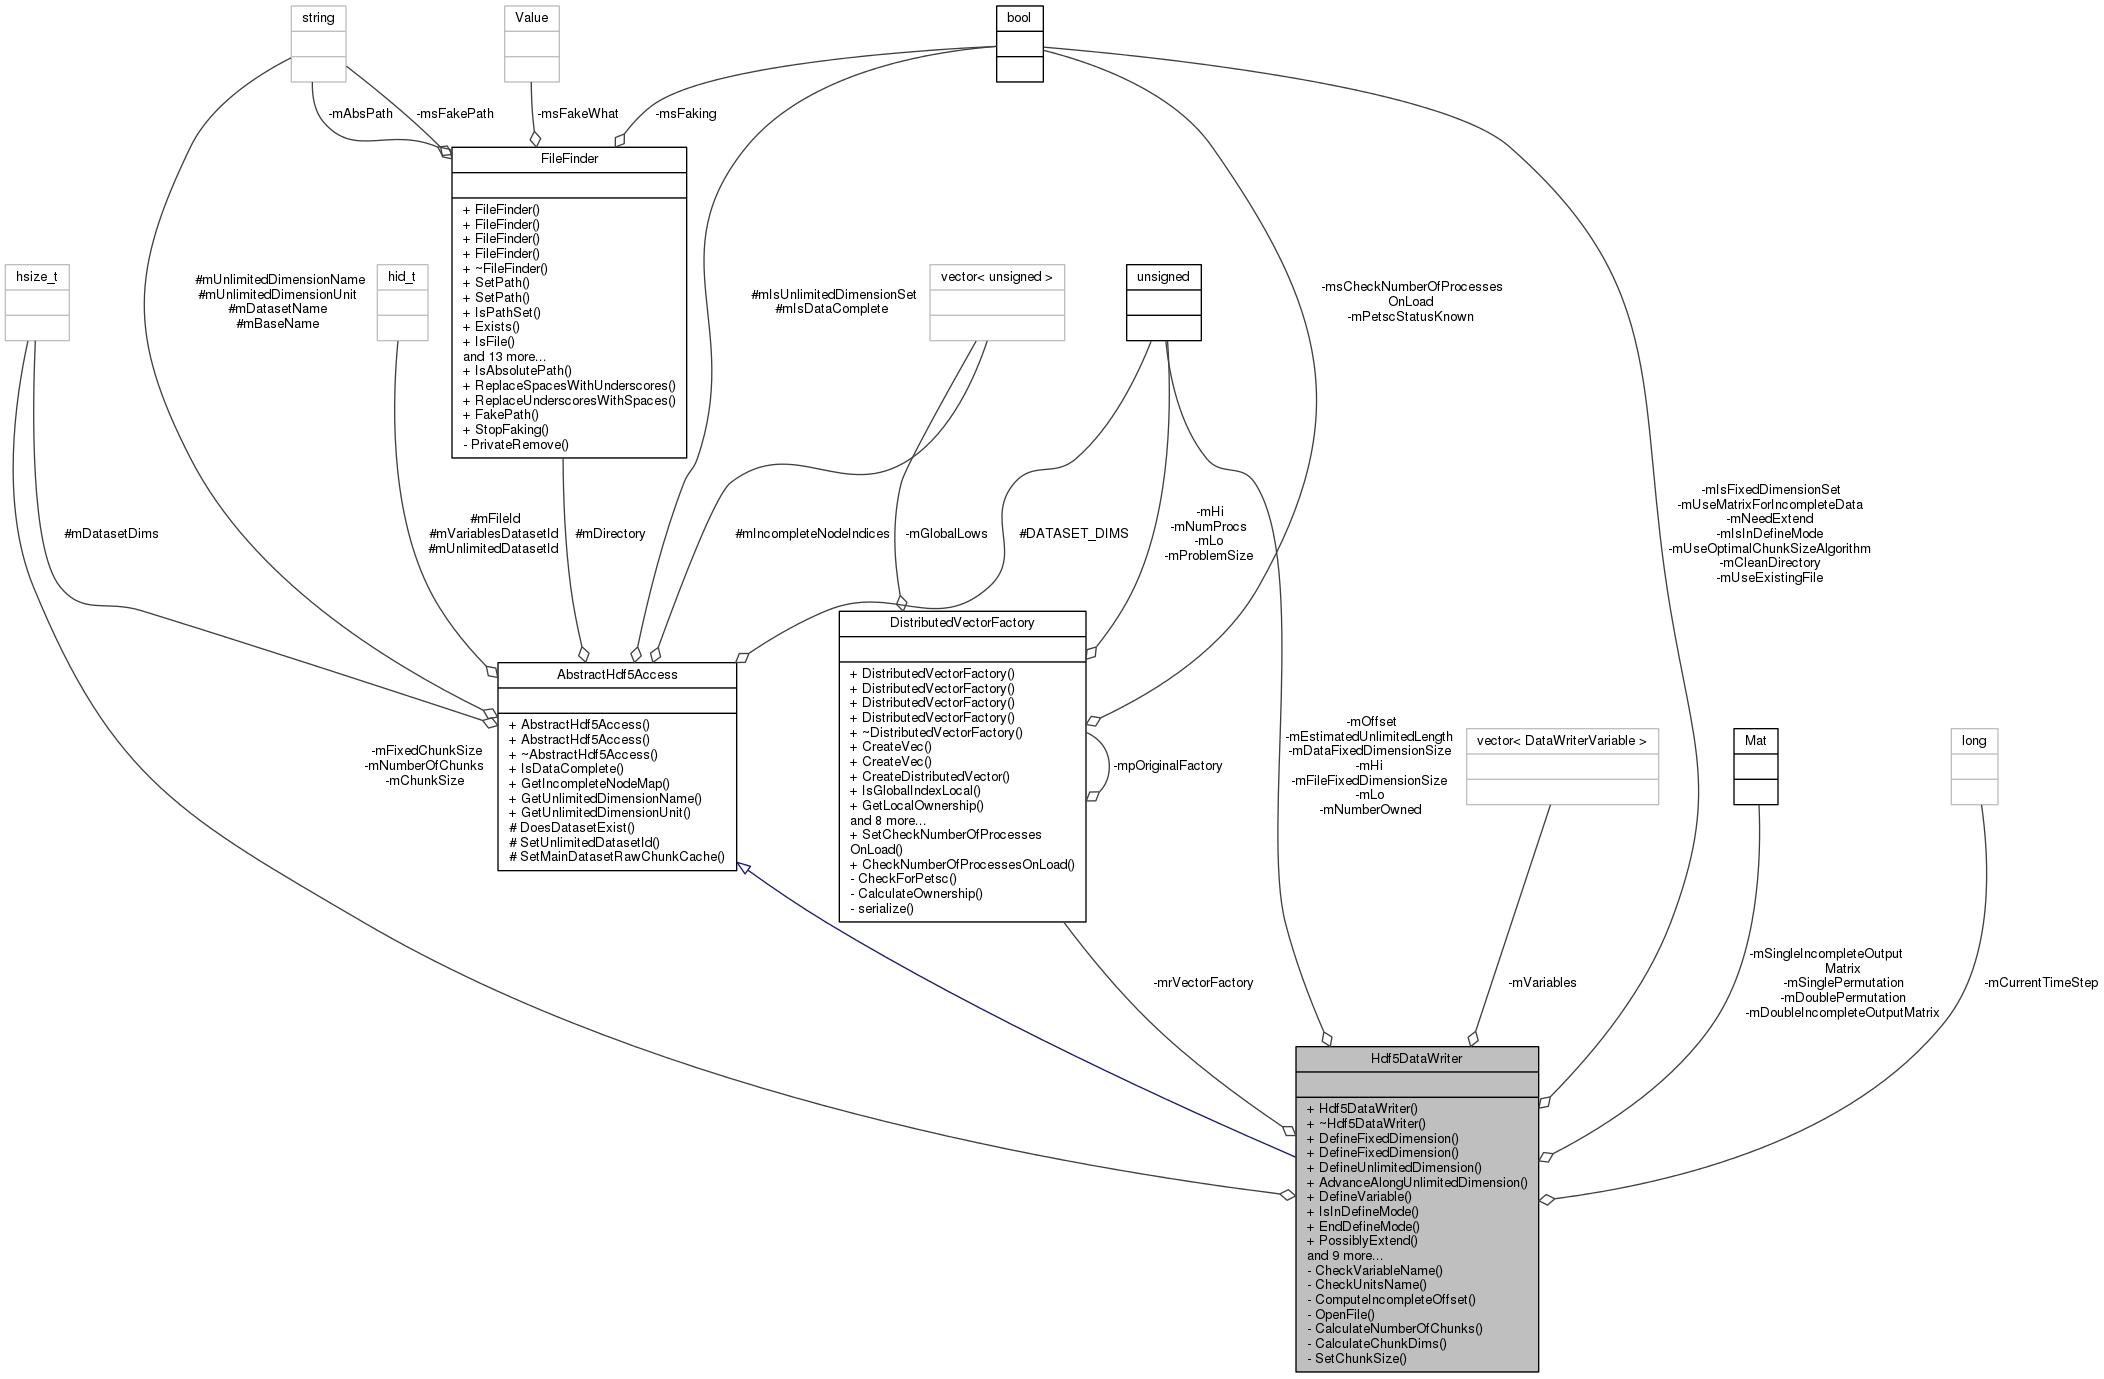 string
Value
bool
-mAbsPath
-msFakePath
-msFakeWhat
-msFaking
FileFinder
+ FileFinder()
+ FileFinder()
+ FileFinder()
+ FileFinder()
+ ~FileFinder()
+ SetPath()
+ SetPath()
+ IsPathSet()
+ Exists()
+ IsFile()
and 13 more...
+ IsAbsolutePath()
+ ReplaceSpacesWithUnderscores()
+ ReplaceUnderscoresWithSpaces()
+ FakePath()
+ StopFaking()
- PrivateRemove()
hsize_t
#mUnlimitedDimensionName
#mUnlimitedDimensionUnit
#mDatasetName
#mBaseName
hid_t
#mIsUnlimitedDimensionSet
#mIsDataComplete
vector< unsigned >
unsigned
-msCheckNumberOfProcesses
OnLoad
-mPetscStatusKnown
#mDatasetDims
#mFileId
#mVariablesDatasetId
#mUnlimitedDatasetId
#mDirectory
#mIncompleteNodeIndices
-mGlobalLows
#DATASET_DIMS
-mHi
-mNumProcs
-mLo
-mProblemSize
-mIsFixedDimensionSet
-mUseMatrixForIncompleteData
-mNeedExtend
-mIsInDefineMode
-mUseOptimalChunkSizeAlgorithm
-mCleanDirectory
-mUseExistingFile
AbstractHdf5Access
+ AbstractHdf5Access()
+ AbstractHdf5Access()
+ ~AbstractHdf5Access()
+ IsDataComplete()
+ GetIncompleteNodeMap()
+ GetUnlimitedDimensionName()
+ GetUnlimitedDimensionUnit()
# DoesDatasetExist()
# SetUnlimitedDatasetId()
# SetMainDatasetRawChunkCache()
DistributedVectorFactory
+ DistributedVectorFactory()
+ DistributedVectorFactory()
+ DistributedVectorFactory()
+ DistributedVectorFactory()
+ ~DistributedVectorFactory()
+ CreateVec()
+ CreateVec()
+ CreateDistributedVector()
+ IsGlobalIndexLocal()
+ GetLocalOwnership()
and 8 more...
+ SetCheckNumberOfProcesses
OnLoad()
+ CheckNumberOfProcessesOnLoad()
- CheckForPetsc()
- CalculateOwnership()
- serialize()
-mpOriginalFactory
-mFixedChunkSize
-mNumberOfChunks
-mChunkSize
-mOffset
-mEstimatedUnlimitedLength
-mDataFixedDimensionSize
-mHi
-mFileFixedDimensionSize
-mLo
-mNumberOwned
vector< DataWriterVariable >
Mat
long
-mrVectorFactory
-mVariables
-mSingleIncompleteOutput
Matrix
-mSinglePermutation
-mDoublePermutation
-mDoubleIncompleteOutputMatrix
-mCurrentTimeStep
Hdf5DataWriter
+ Hdf5DataWriter()
+ ~Hdf5DataWriter()
+ DefineFixedDimension()
+ DefineFixedDimension()
+ DefineUnlimitedDimension()
+ AdvanceAlongUnlimitedDimension()
+ DefineVariable()
+ IsInDefineMode()
+ EndDefineMode()
+ PossiblyExtend()
and 9 more...
- CheckVariableName()
- CheckUnitsName()
- ComputeIncompleteOffset()
- OpenFile()
- CalculateNumberOfChunks()
- CalculateChunkDims()
- SetChunkSize()